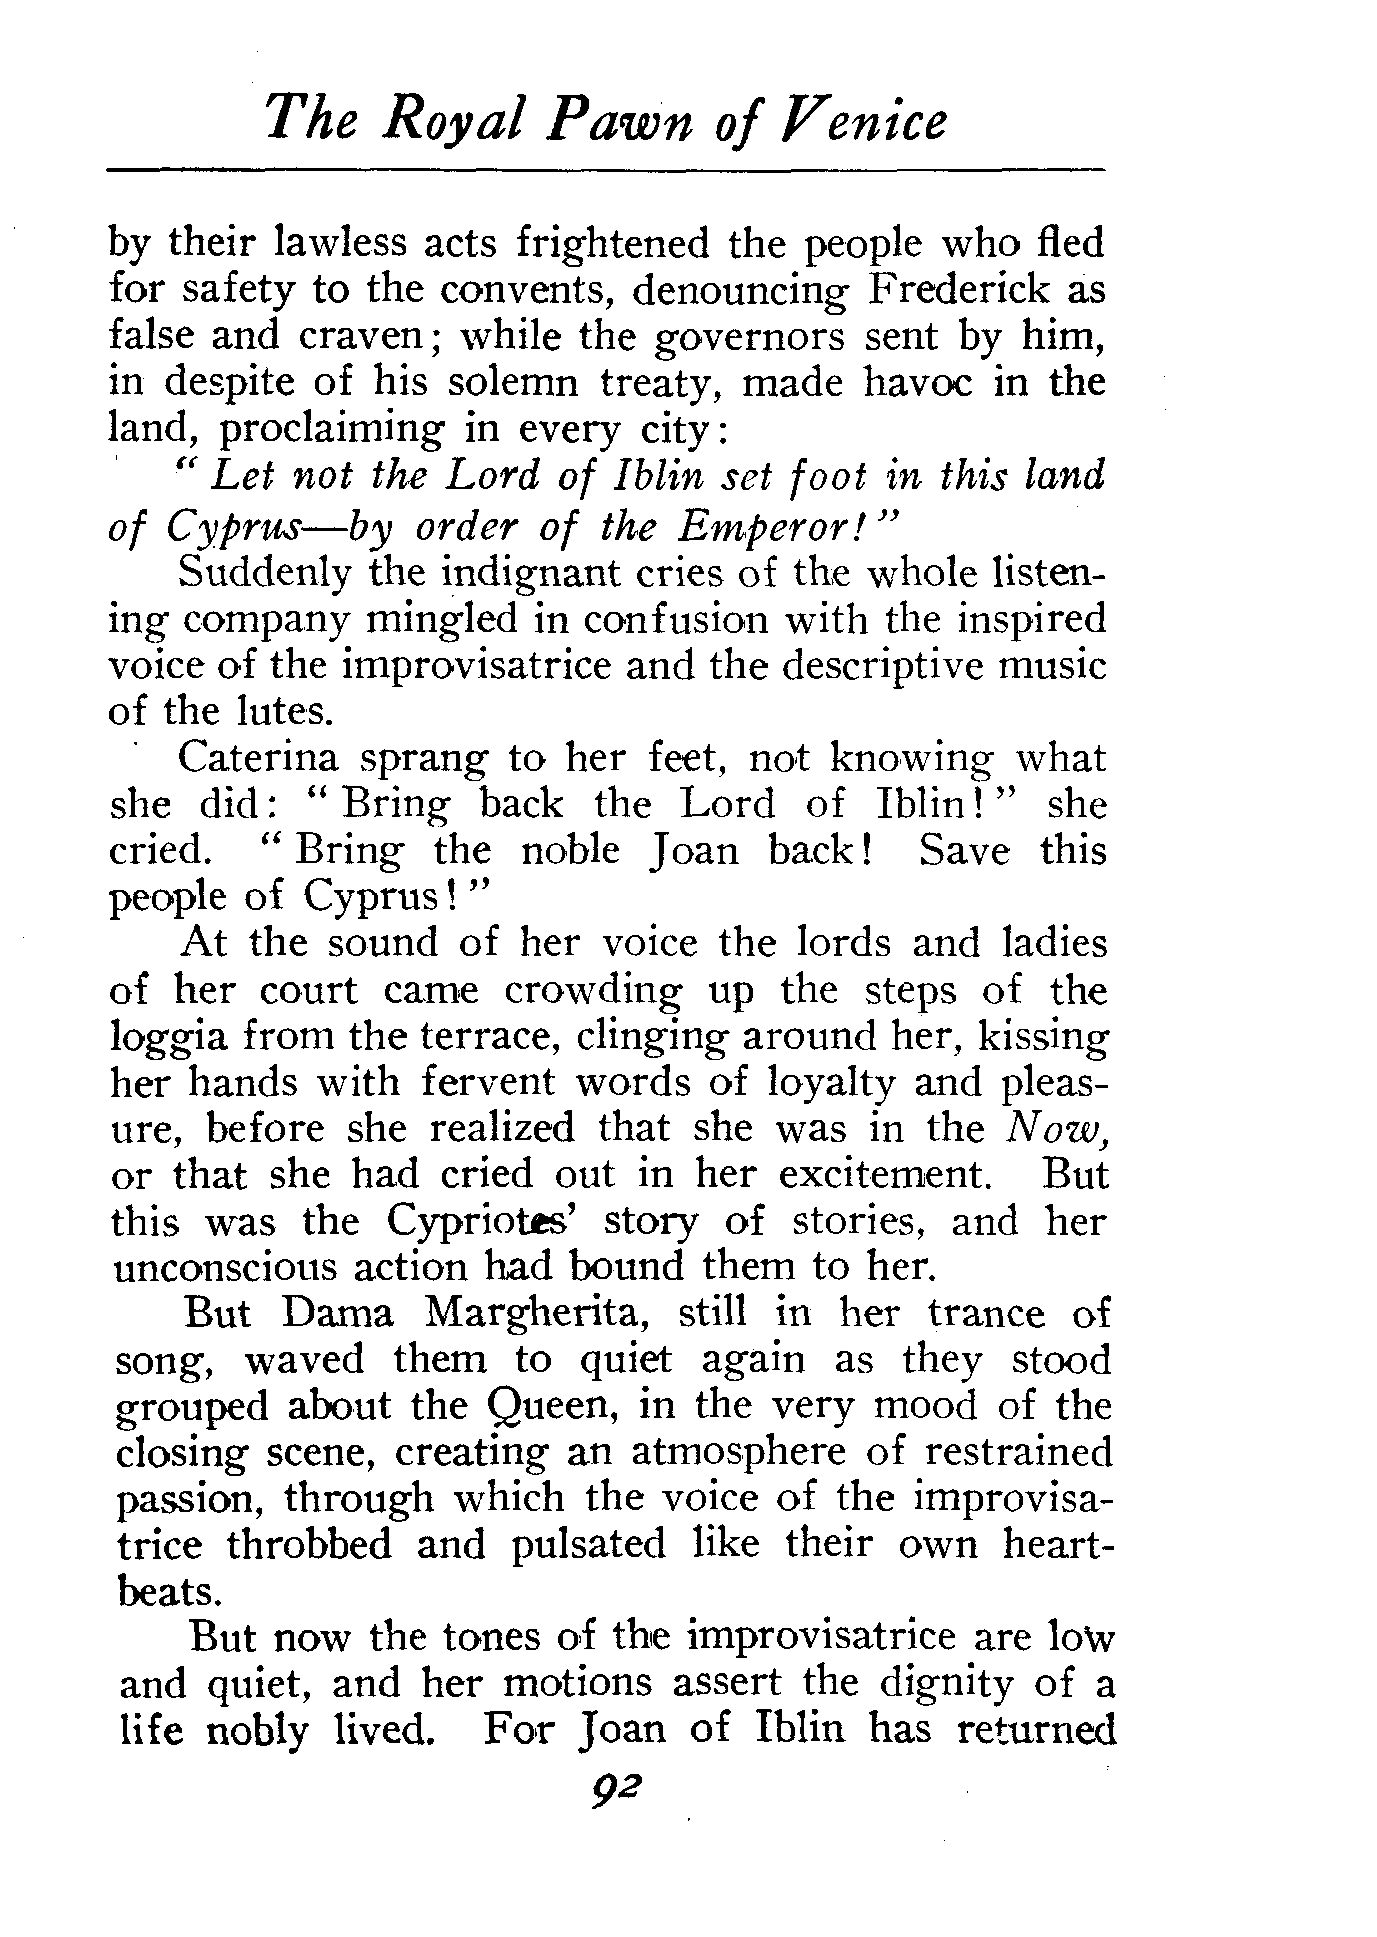 The Royal Pawn of Venice
by their lawless acts frightened the people who fled
for safety to the convents, denouncing Frederick as
false and craven; while the governors sent by him,
in despite of his solemn treaty, made havoc in the
land, proclaiming in every city:
“ Let not the Lord of Iblin set foot in this land
of Cyprus—by order of the Emperor! ”
Suddenly the indignant cries of the whole listen-
ing company mingled in confusion with the inspired
voice of the improvisatrice and the descriptive music
of the lutes.
Caterina sprang to her feet, not knowing what
she did: “ Bring back the Lord of Iblin! ” she
cried. “ Bring the noble Joan back! Save this
people of Cyprus! ”
At the sound of her voice the lords and ladies
of her court came crowding up the steps of the
loggia from the terrace, clinging around her, kissing
her hands with fervent words of loyalty and pleas-
ure, before she realized that she was in the Now,
or that she had cried out in her excitement. But
this was the Cypriotes’ story of stories, and her
unconscious action had bound them to her.
But Dama Margherita, still in her trance of
song, waved them to quiet again as they stood
grouped about the Queen, in the very mood of the
closing scene, creating an atmosphere of restrained
passion, through which the voice of the improvisa-
trice throbbed and pulsated like their own heart-
beats.
But now the tones of the improvisatrice are low
and quiet, and her motions assert the dignity of a
life nobly lived. For Joan of Iblin has returned
92